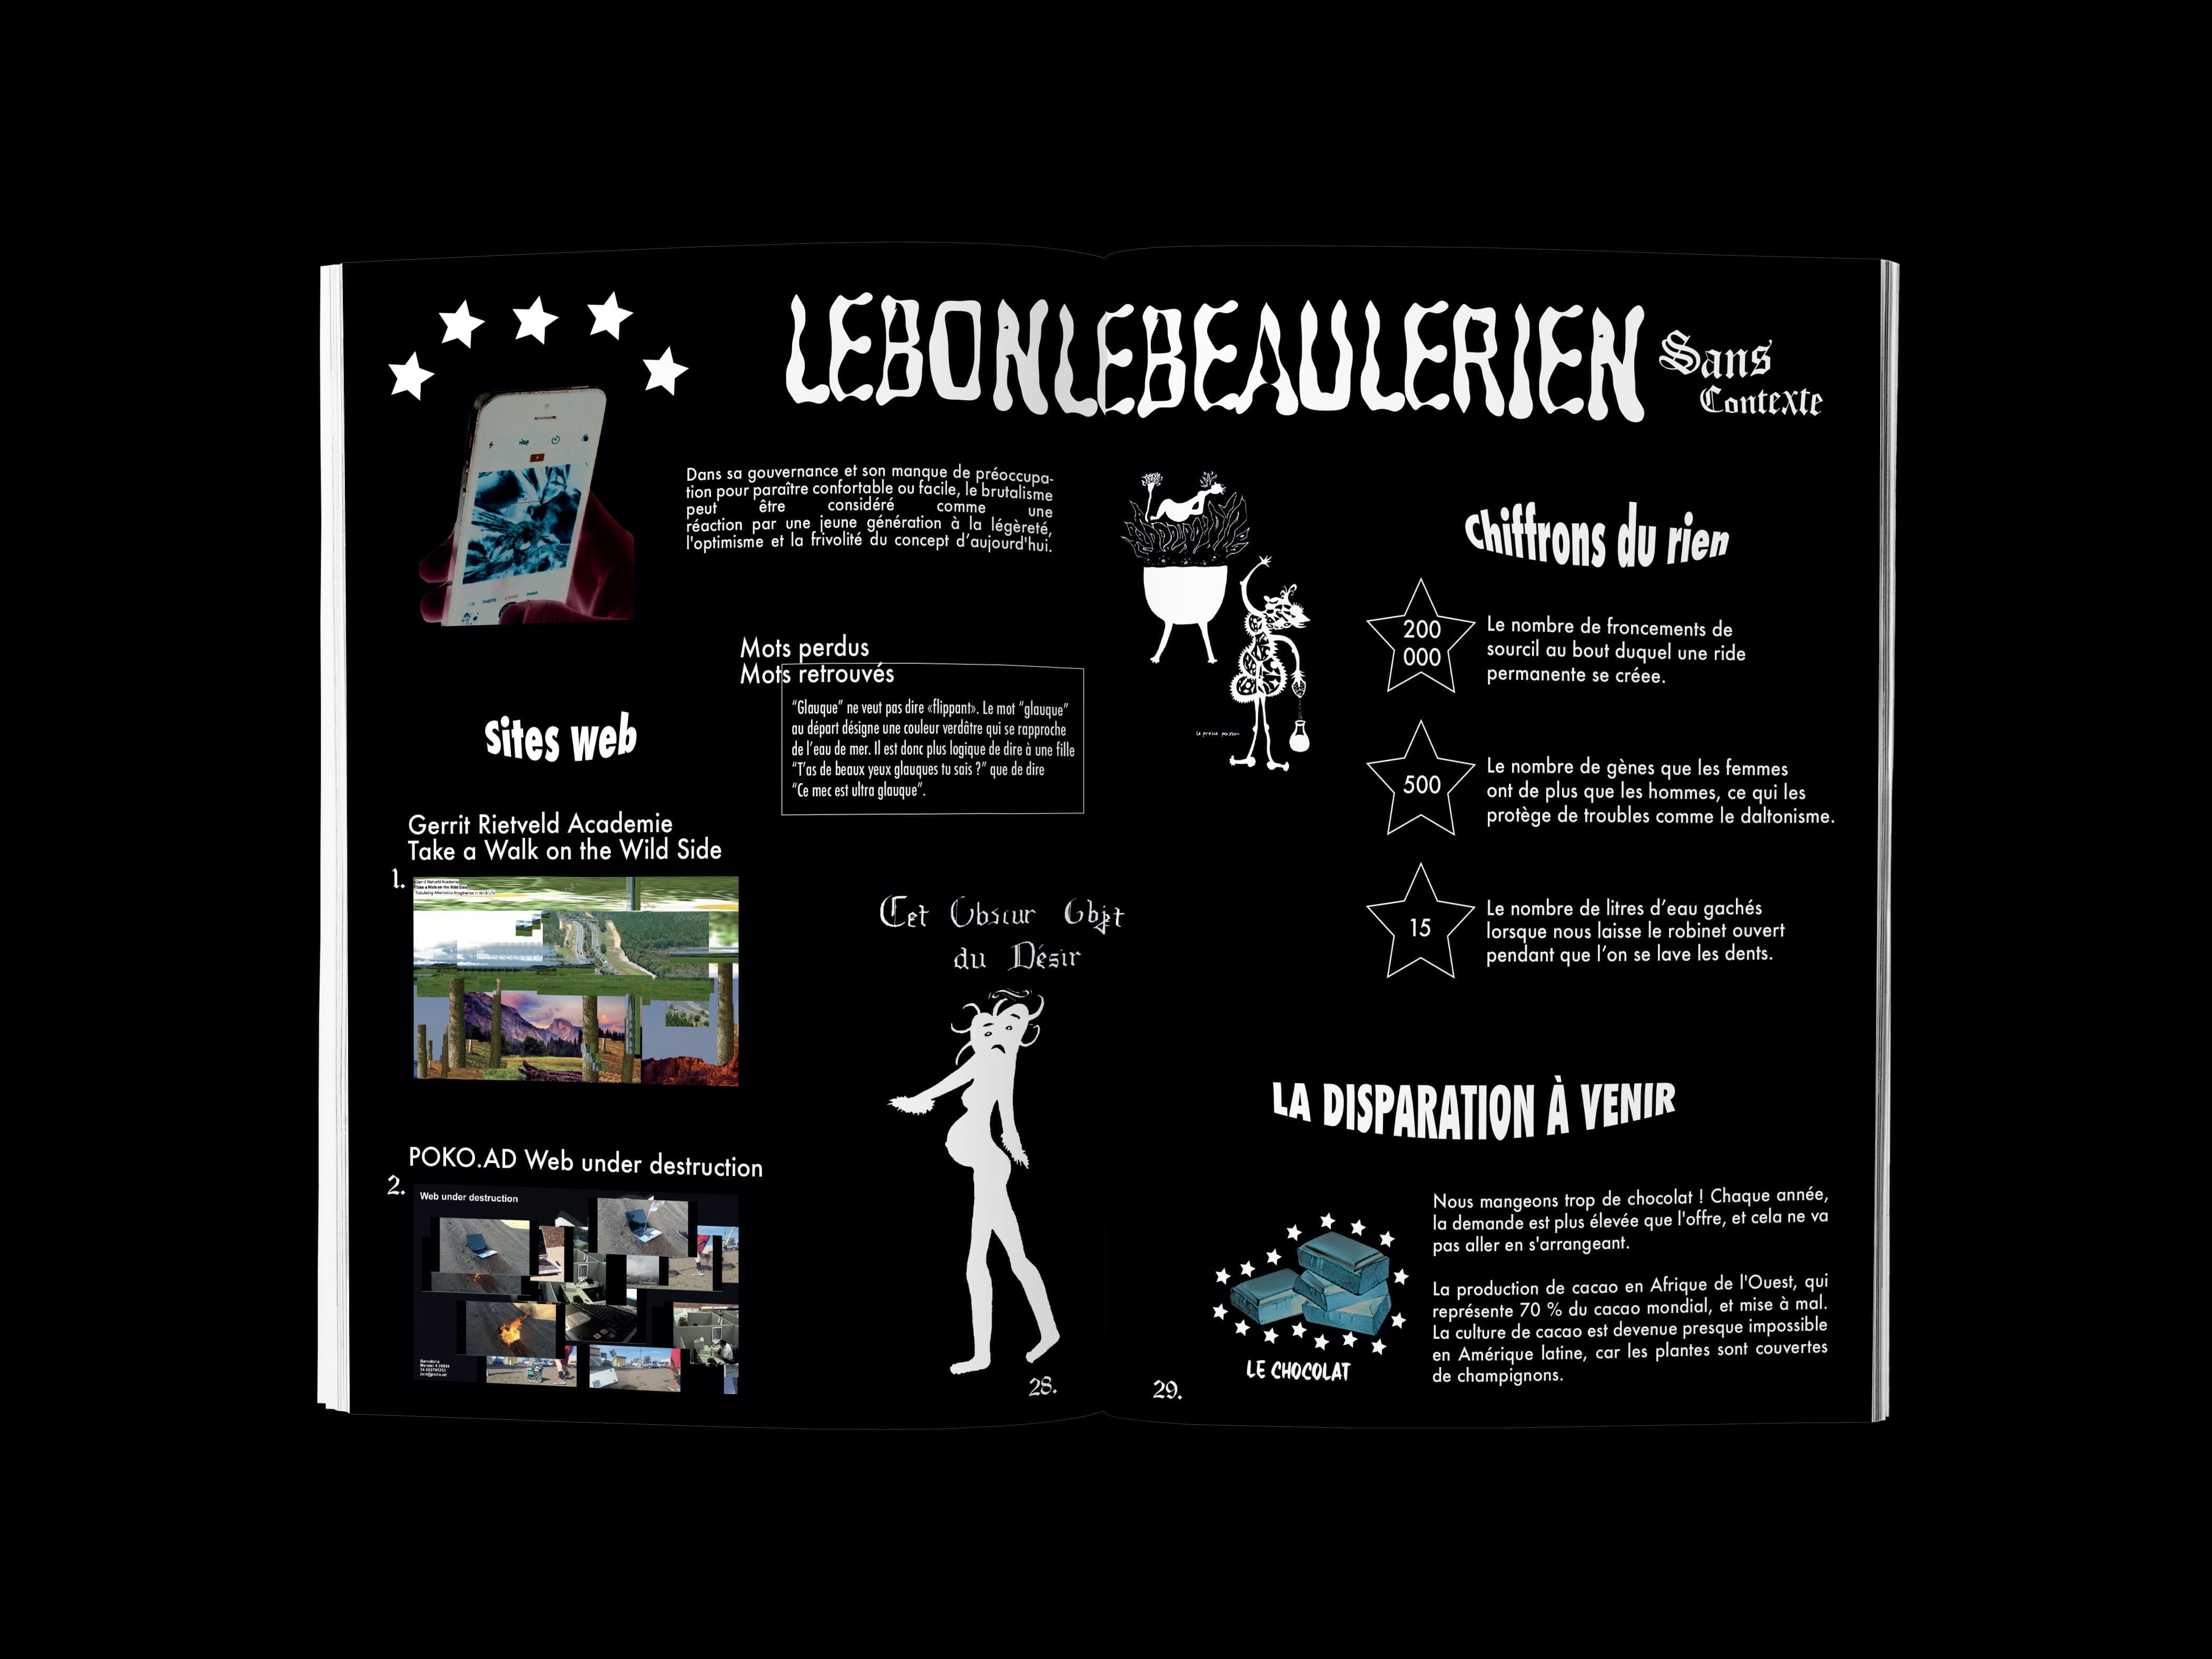 LEBONLEBEAULERIEN
Sans
Contexte
Dans sa gouvernance et son manque de préoccupa-
tion pour paraître confortable ou facile, le brutalisme
peut être considéré comme une
réaction par une jeune génération à la légèreté,
l'optimisme et la frivolité du concept d'aujourd'hui.
Mots perdus
Mots retrouvés
“Glauque” ne veut pas dire «flippant». Le mot “glauque”
au départ désigne une couleur verdâtre qui se rapproche
de l'eau de mer. Il est donc plus logique de dire à une fille
“T'as de beaux yeux glauques tu sais ?” que de dire
“Ce mec est ultra glauque”.
Sites web
Gerrit Rietveld Academie
Take a Walk on the Wild Side
1.
Gerrit Rietveld Academie
Take a Walk on the Wild Side
POKO.AD Web under destruction
2.
Web under destruction
Barcelona
Cet Obscur Objet
du Désir
28.
Chiffrons du rien
200
000
Le nombre de froncements de
sourcil au bout duquel une ride
permanente se créee.
500
Le nombre de gènes que les femmes
ont de plus que les hommes, ce qui les
protège de troubles comme le daltonisme.
15
Le nombre de litres d'eau gachés
lorsque nous laisse le robinet ouvert
pendant que l'on se lave les dents.
LA DISPARATION À VENIR
Nous mangeons trop de chocolat ! Chaque année,
la demande est plus élevée que l'offre, et cela ne va
pas aller en s'arrangeant.
La production de cacao en Afrique de l'Ouest, qui
représente 70 % du cacao mondial, et mise à mal.
La culture de cacao est devenue presque impossible
en Amérique latine, car les plantes sont couvertes
de champignons.
LE CHOCOLAT
29.